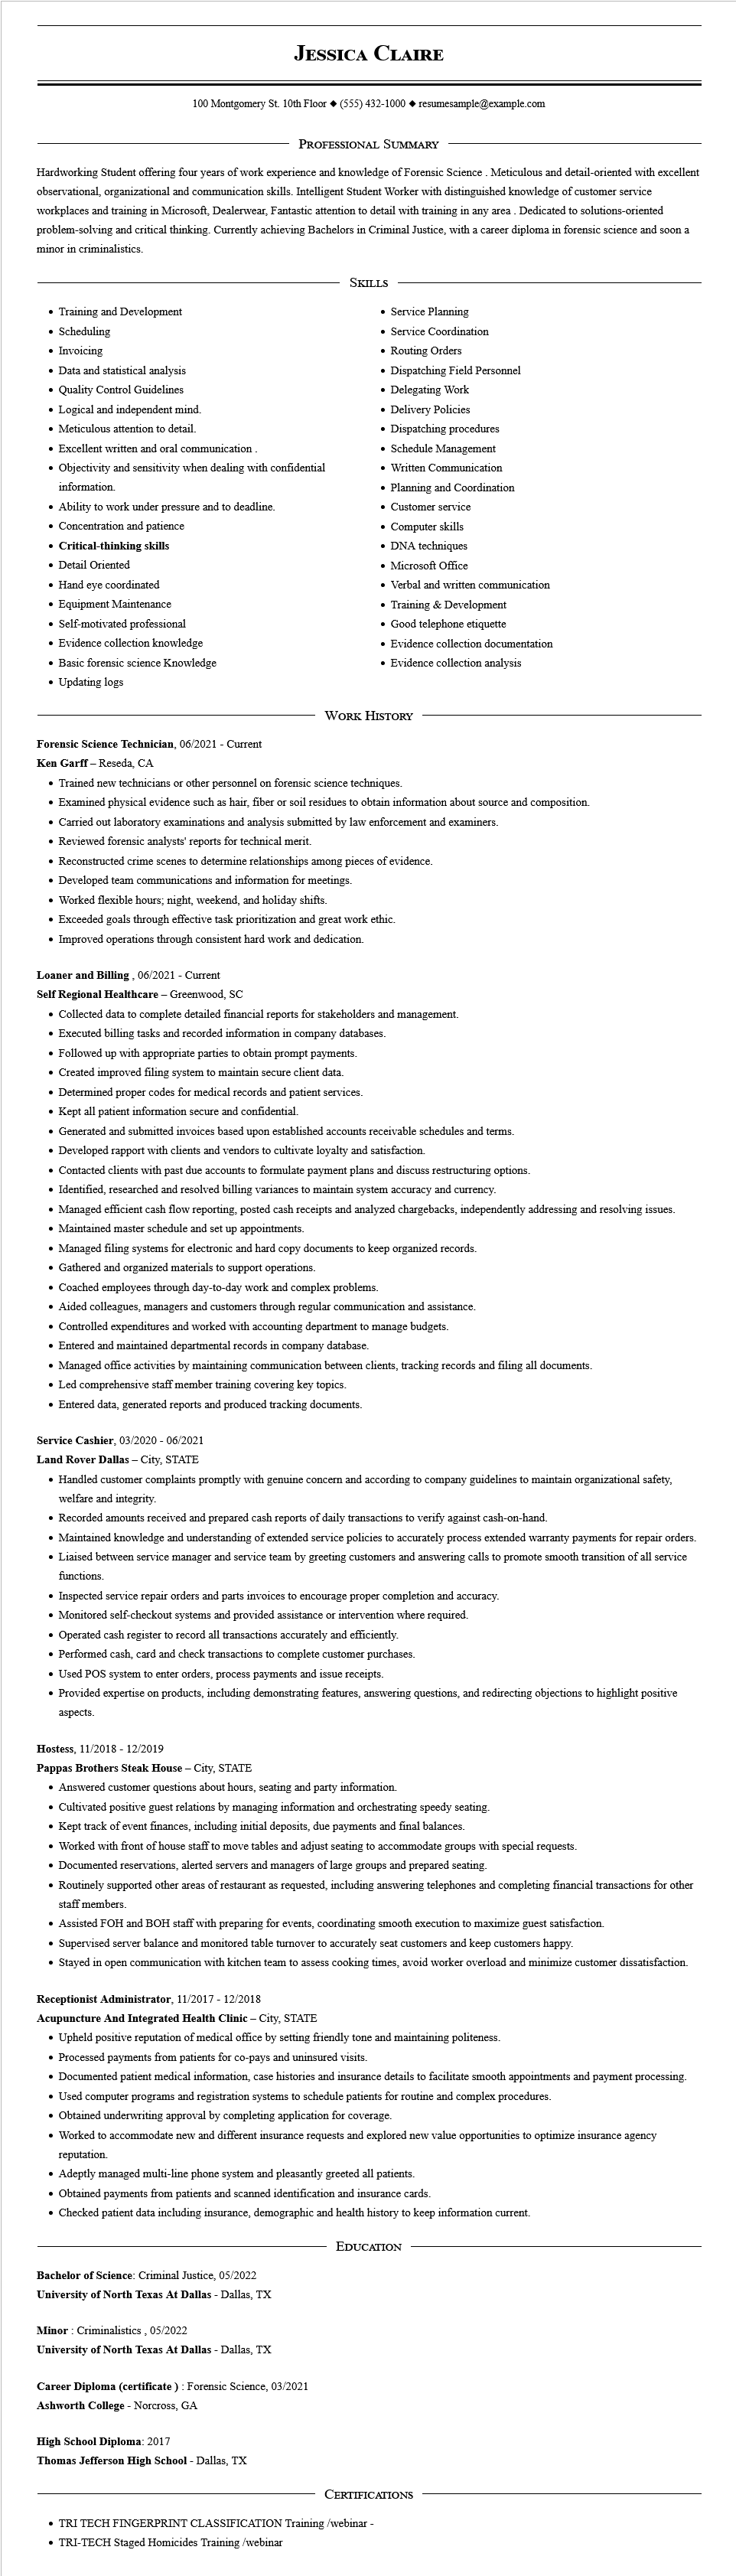 Jessica Claire
100 Montgomery St. 10th Floor ◆ (555) 432-1000 ◆ resumesample@example.com
Professional Summary
Hardworking Student offering four years of work experience and knowledge of Forensic Science . Meticulous and detail-oriented with excellent
observational, organizational and communication skills. Intelligent Student Worker with distinguished knowledge of customer service
workplaces and training in Microsoft, Dealerwear, Fantastic attention to detail with training in any area . Dedicated to solutions-oriented
problem-solving and critical thinking. Currently achieving Bachelors in Criminal Justice, with a career diploma in forensic science and soon a
minor in criminalistics.
Skills
• Training and Development
• Scheduling
• Invoicing
• Data and statistical analysis
• Quality Control Guidelines
• Logical and independent mind.
• Meticulous attention to detail.
• Excellent written and oral communication .
• Objectivity and sensitivity when dealing with confidential
information.
• Ability to work under pressure and to deadline.
• Concentration and patience
• Critical-thinking skills
• Detail Oriented
• Hand eye coordinated
• Equipment Maintenance
• Self-motivated professional
• Evidence collection knowledge
• Basic forensic science Knowledge
• Updating logs
• Service Planning
• Service Coordination
• Routing Orders
• Dispatching Field Personnel
• Delegating Work
• Delivery Policies
• Dispatching procedures
• Schedule Management
• Written Communication
• Planning and Coordination
• Customer service
• Computer skills
• DNA techniques
• Microsoft Office
• Verbal and written communication
• Training & Development
• Good telephone etiquette
• Evidence collection documentation
• Evidence collection analysis
Work History
Forensic Science Technician, 06/2021 - Current
Ken Garff – Reseda, CA
• Trained new technicians or other personnel on forensic science techniques.
• Examined physical evidence such as hair, fiber or soil residues to obtain information about source and composition.
• Carried out laboratory examinations and analysis submitted by law enforcement and examiners.
• Reviewed forensic analysts' reports for technical merit.
• Reconstructed crime scenes to determine relationships among pieces of evidence.
• Developed team communications and information for meetings.
• Worked flexible hours; night, weekend, and holiday shifts.
• Exceeded goals through effective task prioritization and great work ethic.
• Improved operations through consistent hard work and dedication.
Loaner and Billing , 06/2021 - Current
Self Regional Healthcare – Greenwood, SC
• Collected data to complete detailed financial reports for stakeholders and management.
• Executed billing tasks and recorded information in company databases.
• Followed up with appropriate parties to obtain prompt payments.
• Created improved filing system to maintain secure client data.
• Determined proper codes for medical records and patient services.
• Kept all patient information secure and confidential.
• Generated and submitted invoices based upon established accounts receivable schedules and terms.
• Developed rapport with clients and vendors to cultivate loyalty and satisfaction.
• Contacted clients with past due accounts to formulate payment plans and discuss restructuring options.
• Identified, researched and resolved billing variances to maintain system accuracy and currency.
• Managed efficient cash flow reporting, posted cash receipts and analyzed chargebacks, independently addressing and resolving issues.
• Maintained master schedule and set up appointments.
• Managed filing systems for electronic and hard copy documents to keep organized records.
• Gathered and organized materials to support operations.
• Coached employees through day-to-day work and complex problems.
• Aided colleagues, managers and customers through regular communication and assistance.
• Controlled expenditures and worked with accounting department to manage budgets.
• Entered and maintained departmental records in company database.
• Managed office activities by maintaining communication between clients, tracking records and filing all documents.
• Led comprehensive staff member training covering key topics.
• Entered data, generated reports and produced tracking documents.
Service Cashier, 03/2020 - 06/2021
Land Rover Dallas – City, STATE
• Handled customer complaints promptly with genuine concern and according to company guidelines to maintain organizational safety,
welfare and integrity.
• Recorded amounts received and prepared cash reports of daily transactions to verify against cash-on-hand.
• Maintained knowledge and understanding of extended service policies to accurately process extended warranty payments for repair orders.
• Liaised between service manager and service team by greeting customers and answering calls to promote smooth transition of all service
functions.
• Inspected service repair orders and parts invoices to encourage proper completion and accuracy.
• Monitored self-checkout systems and provided assistance or intervention where required.
• Operated cash register to record all transactions accurately and efficiently.
• Performed cash, card and check transactions to complete customer purchases.
• Used POS system to enter orders, process payments and issue receipts.
• Provided expertise on products, including demonstrating features, answering questions, and redirecting objections to highlight positive
aspects.
Hostess, 11/2018 - 12/2019
Pappas Brothers Steak House – City, STATE
• Answered customer questions about hours, seating and party information.
• Cultivated positive guest relations by managing information and orchestrating speedy seating.
• Kept track of event finances, including initial deposits, due payments and final balances.
• Worked with front of house staff to move tables and adjust seating to accommodate groups with special requests.
• Documented reservations, alerted servers and managers of large groups and prepared seating.
• Routinely supported other areas of restaurant as requested, including answering telephones and completing financial transactions for other
staff members.
• Assisted FOH and BOH staff with preparing for events, coordinating smooth execution to maximize guest satisfaction.
• Supervised server balance and monitored table turnover to accurately seat customers and keep customers happy.
• Stayed in open communication with kitchen team to assess cooking times, avoid worker overload and minimize customer dissatisfaction.
Receptionist Administrator, 11/2017 - 12/2018
Acupuncture And Integrated Health Clinic – City, STATE
• Upheld positive reputation of medical office by setting friendly tone and maintaining politeness.
• Processed payments from patients for co-pays and uninsured visits.
• Documented patient medical information, case histories and insurance details to facilitate smooth appointments and payment processing.
• Used computer programs and registration systems to schedule patients for routine and complex procedures.
• Obtained underwriting approval by completing application for coverage.
• Worked to accommodate new and different insurance requests and explored new value opportunities to optimize insurance agency
reputation.
• Adeptly managed multi-line phone system and pleasantly greeted all patients.
• Obtained payments from patients and scanned identification and insurance cards.
• Checked patient data including insurance, demographic and health history to keep information current.
Education
Bachelor of Science: Criminal Justice, 05/2022
University of North Texas At Dallas - Dallas, TX
Minor : Criminalistics , 05/2022
University of North Texas At Dallas - Dallas, TX
Career Diploma (certificate ) : Forensic Science, 03/2021
Ashworth College - Norcross, GA
High School Diploma: 2017
Thomas Jefferson High School - Dallas, TX
Certifications
• TRI TECH FINGERPRINT CLASSIFICATION Training /webinar -
• TRI-TECH Staged Homicides Training /webinar